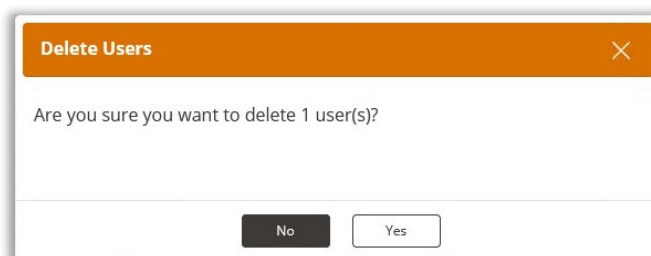 Delete Users
Are you sure you want to delete 1 user(s)?
No Yes